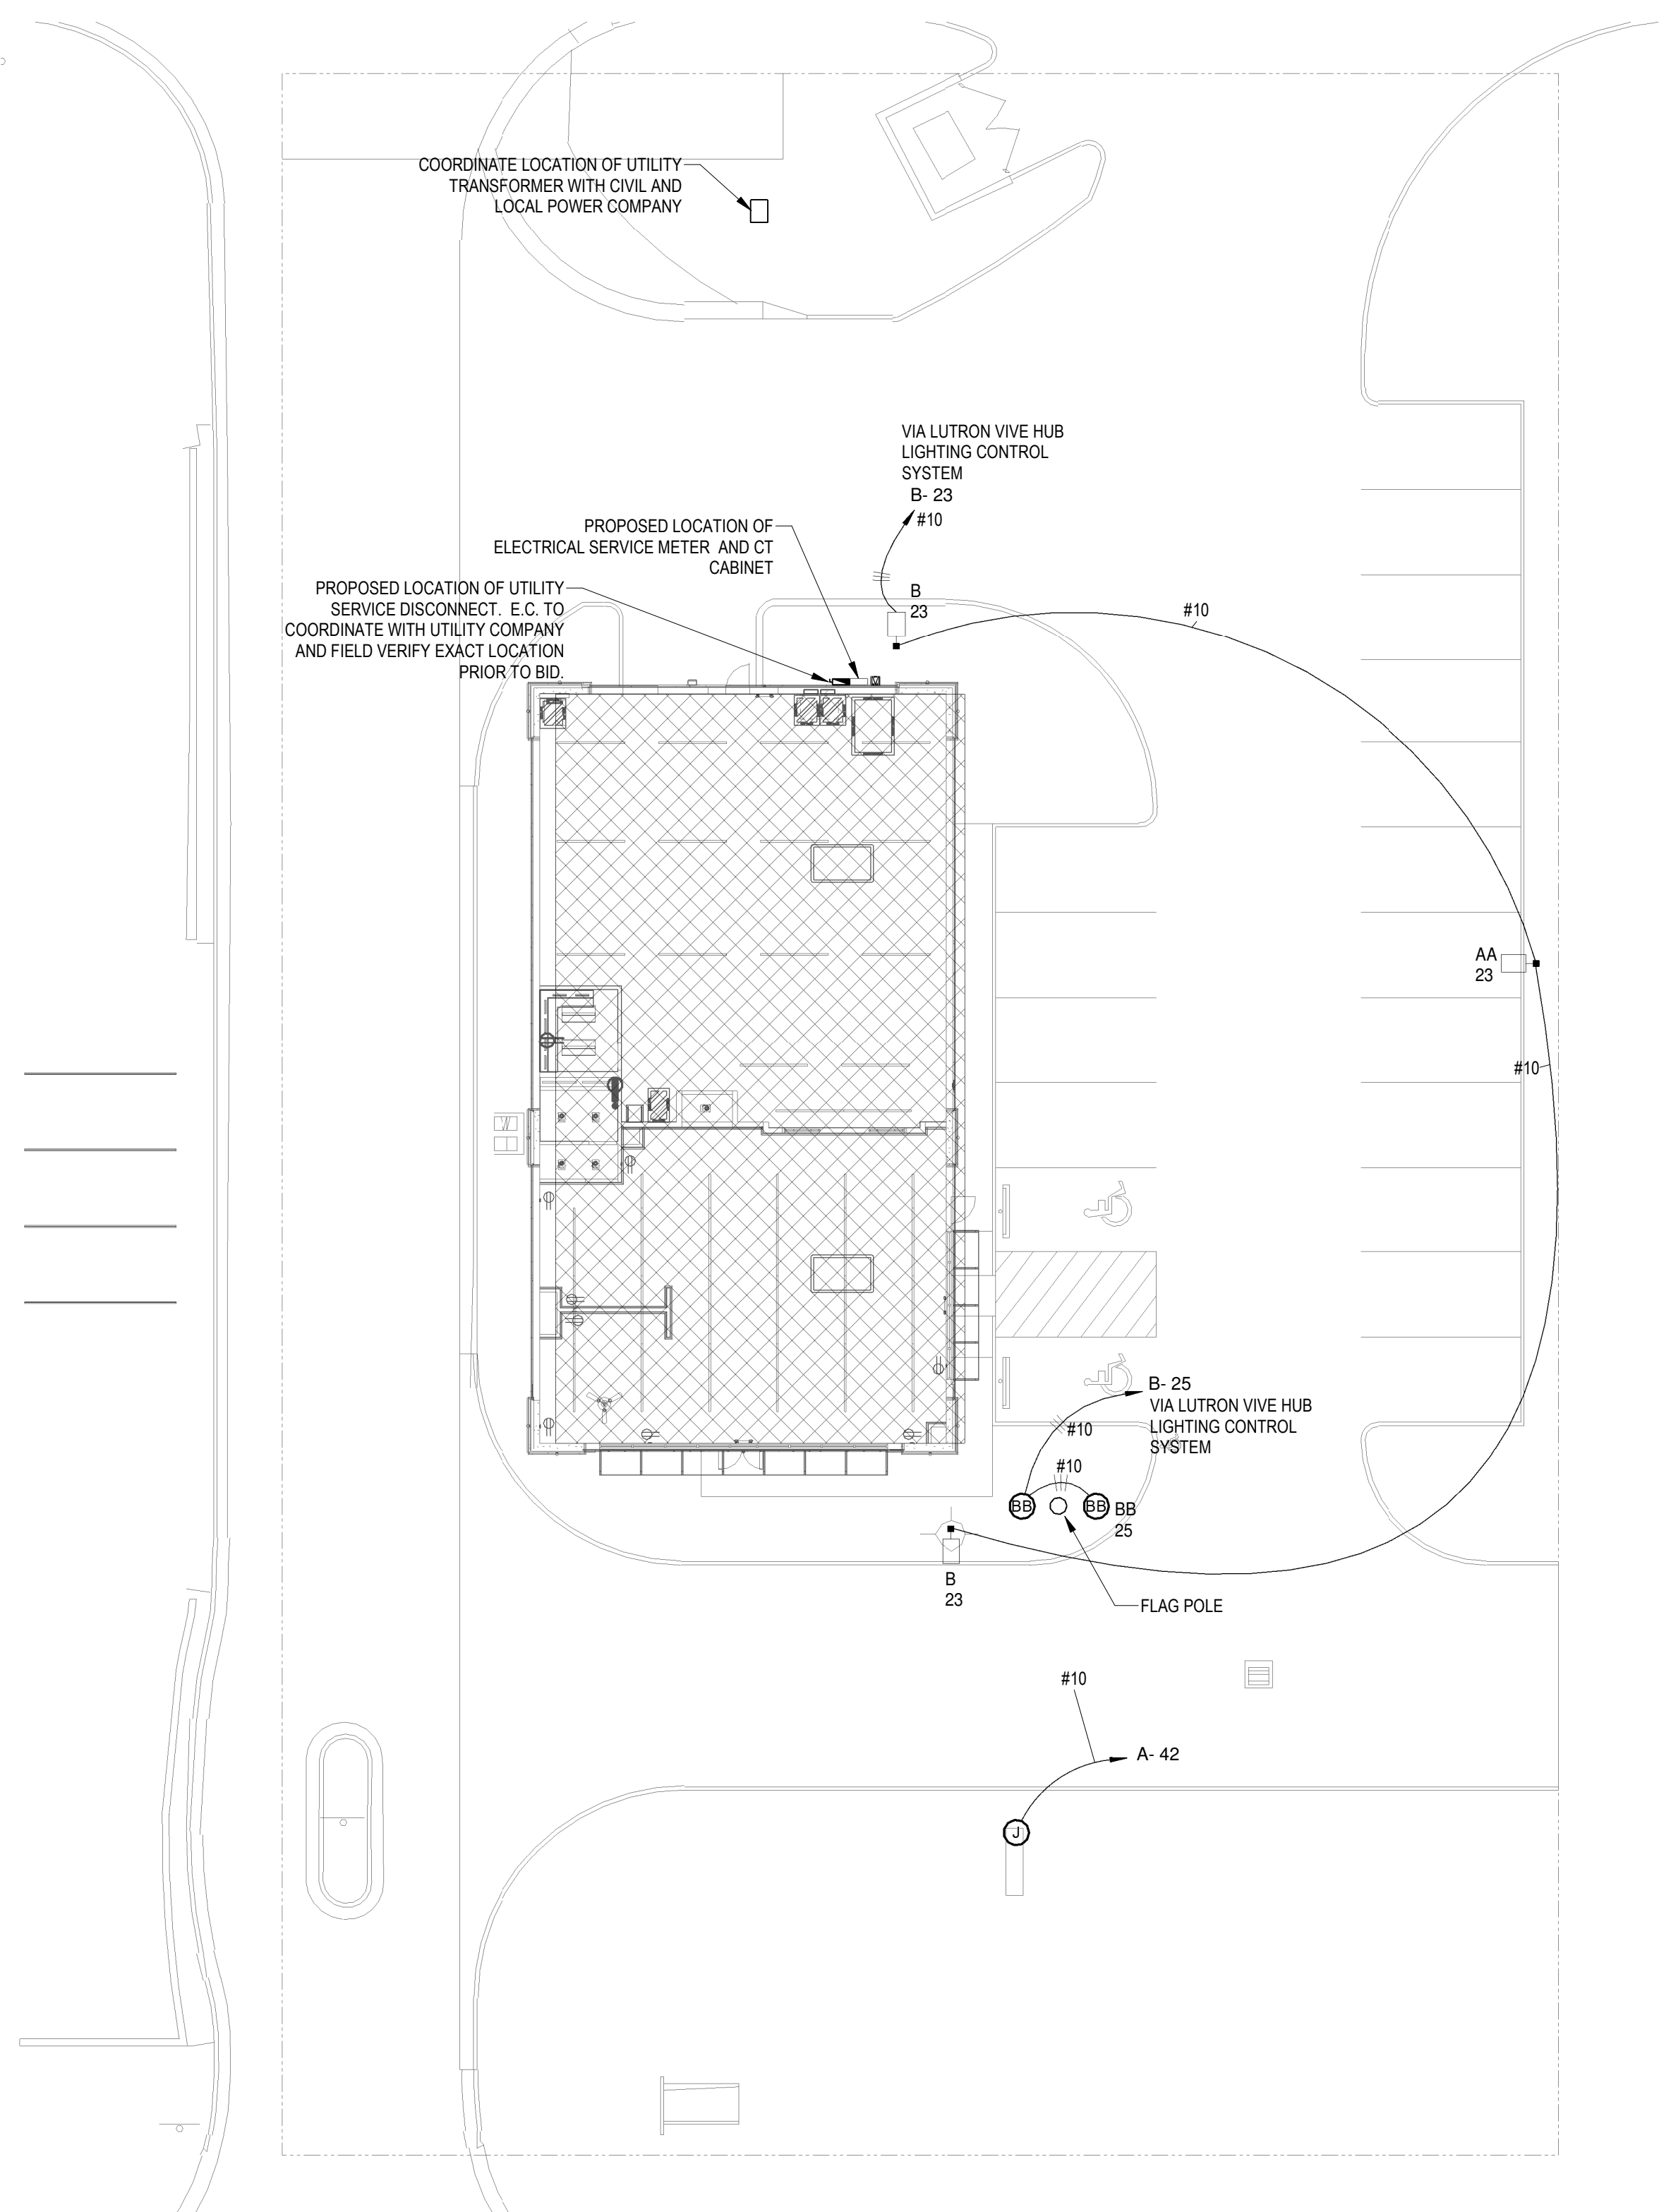 COORDINATE LOCATION OF UTILITY
TRANSFORMER WITH CIVIL AND
LOCAL POWER COMPANY
VIA LUTRON VIVE HUB
LIGHTING CONTROL
SYSTEM
B- 23
#10
PROPOSED LOCATION OF
ELECTRICAL SERVICE METER AND CT
CABINET
PROPOSED LOCATION OF UTILITY
SERVICE DISCONNECT. E.C. TO
COORDINATE WITH UTILITY COMPANY
AND FIELD VERIFY EXACT LOCATION
PRIOR TO BID.
B
23
#10
AA
23
#10
B- 25
VIA LUTRON VIVE HUB
LIGHTING CONTROL
SYSTEM
#10
#10
BB
BB
BB
25
B
23
FLAG POLE
#10
A- 42
J